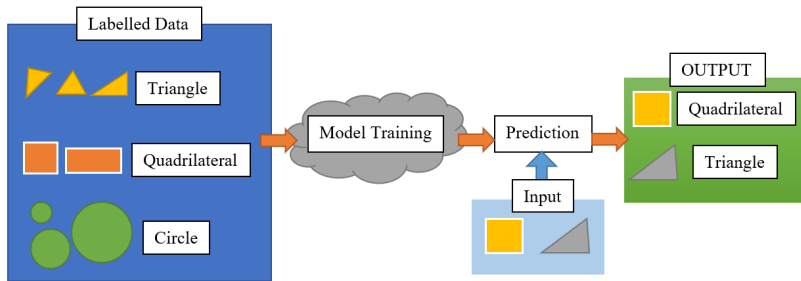 Labelled Data
Triangle
Quadrilateral
Circle
Model Training
Prediction
Input
OUTPUT
Quadrilateral
Triangle